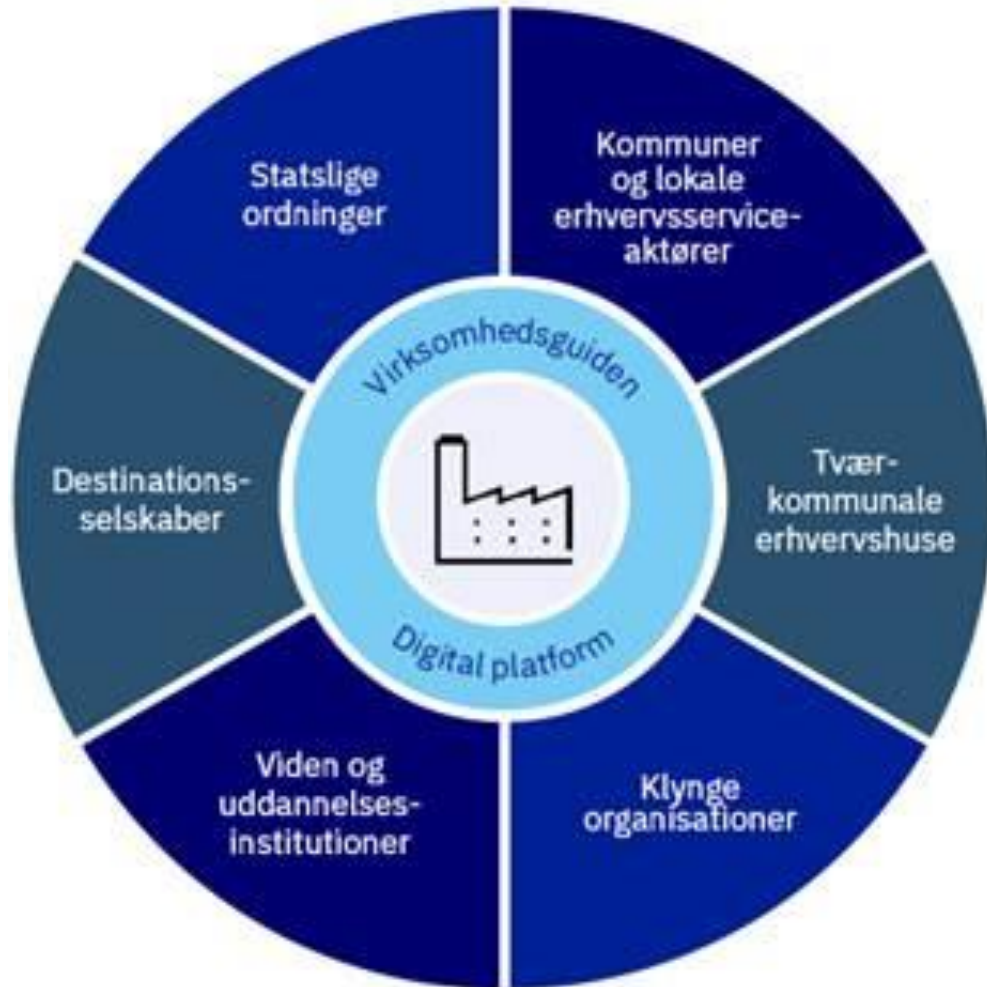 Statslige
ordninger
Kommuner
og lokale
erhvervsservice-
aktører
Virksomhedsguiden
Destinations-
selskaber
Tvær-
kommunale
erhvervshuse
Digital platform
Viden og
uddannelses-
institutioner
Klynge
organisationer